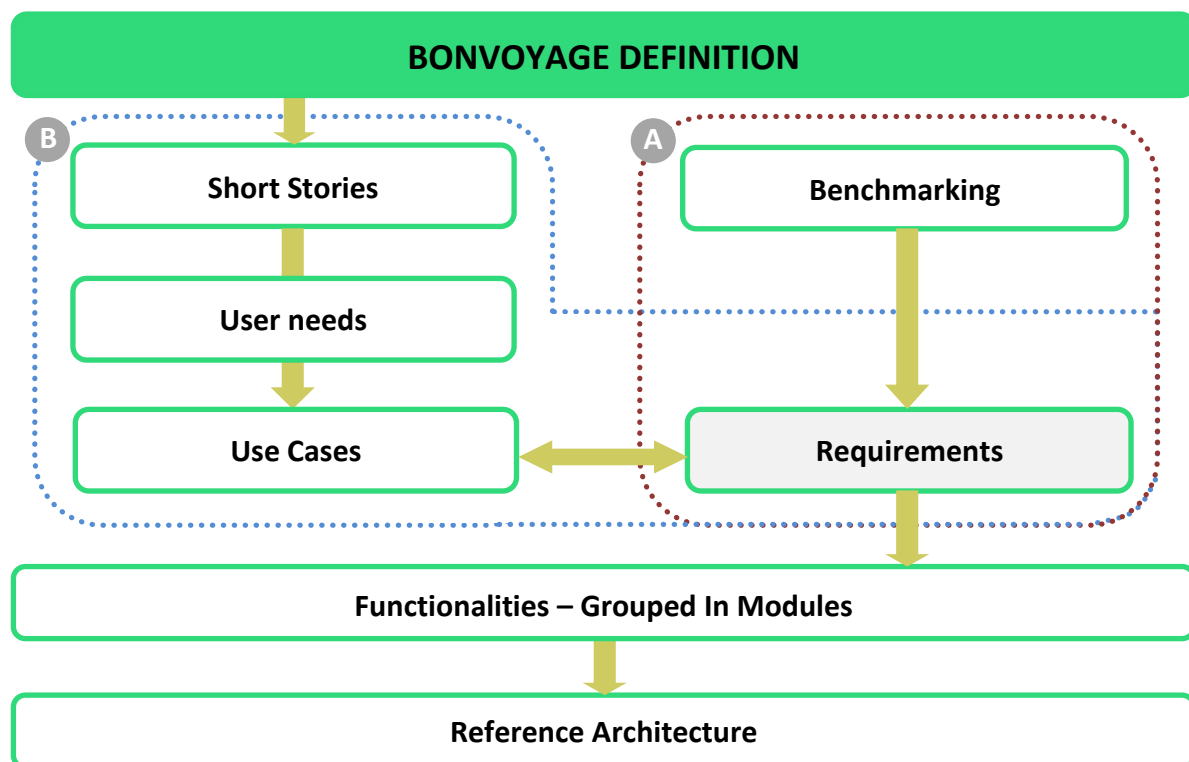 BONVOYAGE DEFINITION
B
A
Short Stories
Benchmarking
User needs
Use Cases
Requirements
Functionalities – Grouped In Modules
Reference Architecture